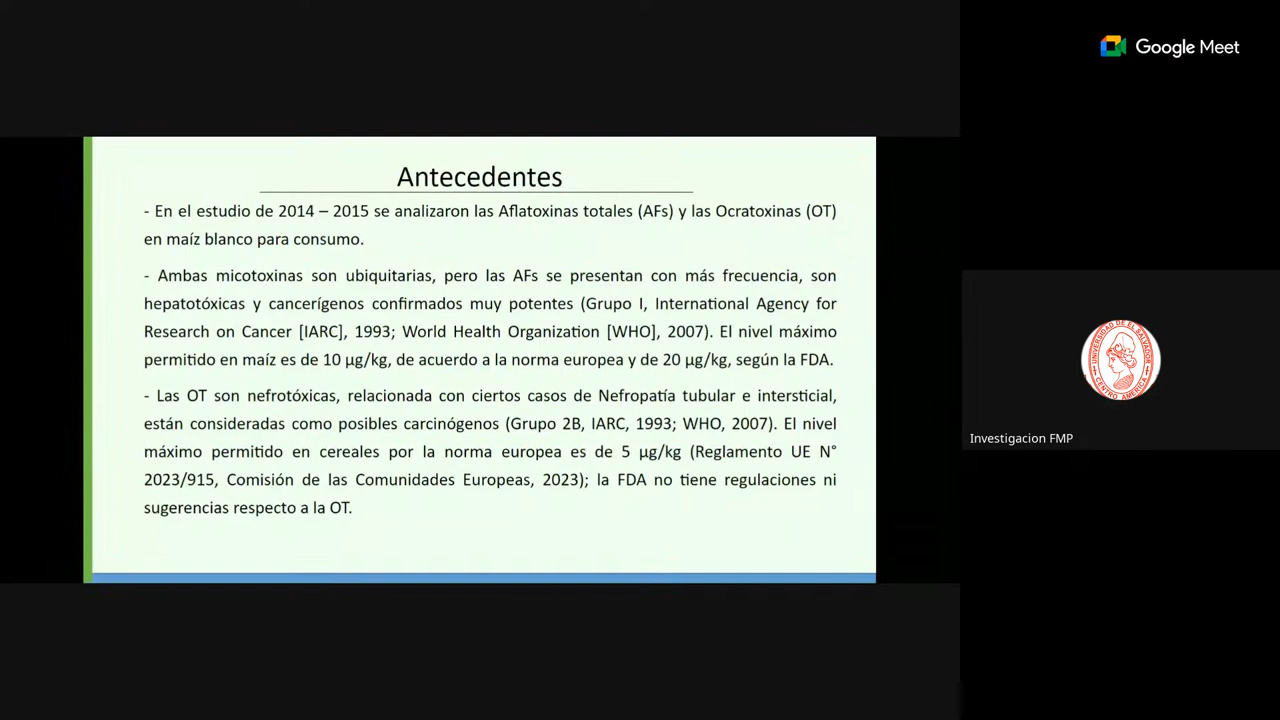 Google Meet
Antecedentes
- En el estudio de 2014 – 2015 se analizaron las Aflatoxinas totales (AFs) y las Ocratoxinas (OT)
en maíz blanco para consumo.
- Ambas micotoxinas son ubiquitarias, pero las AFs se presentan con más frecuencia, son
hepatotóxicas y cancerígenos confirmados muy potentes (Grupo I, International Agency for
Research on Cancer [IARC], 1993; World Health Organization [WHO], 2007). El nivel máximo
permitido en maíz es de 10 µg/kg, de acuerdo a la norma europea y de 20 µg/kg, según la FDA.
- Las OT son nefrotóxicas, relacionada con ciertos casos de Nefropatía tubular e intersticial,
están consideradas como posibles carcinógenos (Grupo 2B, IARC, 1993; WHO, 2007). El nivel
máximo permitido en cereales por la norma europea es de 5 µg/kg (Reglamento UE N°
2023/915, Comisión de las Comunidades Europeas, 2023); la FDA no tiene regulaciones ni
sugerencias respecto a la OT.
UNIVERSIDAD DE EL SALVADOR
CENTRO AMERICA
Investigacion FMP